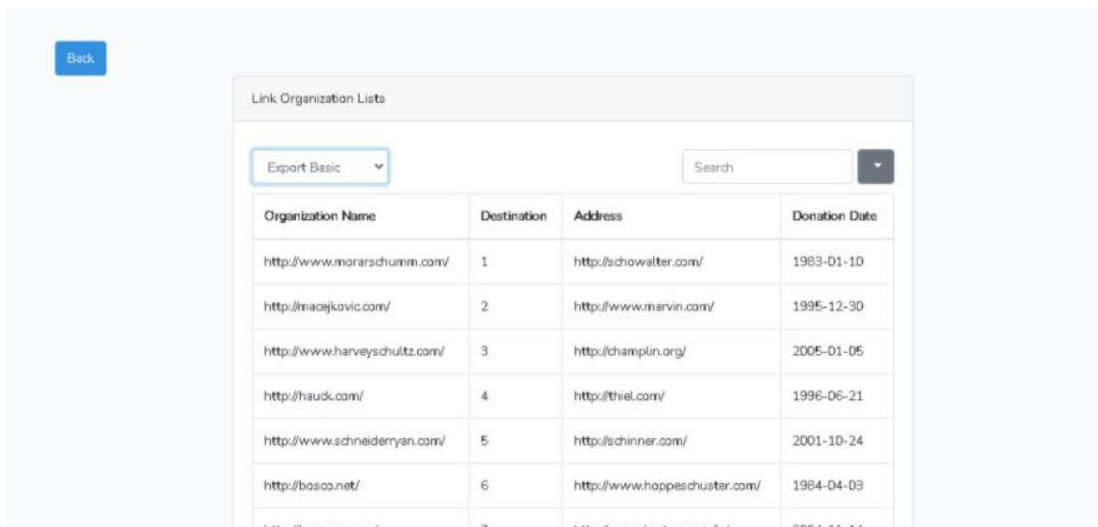 Back
Link Organization Lists
Export Basic
Search
Organization Name Destination Address Donation Date
http://www.morarschumm.com/ 1 http://schowalter.com/ 1983-01-10
http://macejkovic.com/ 2 http://www.marvin.com/ 1995-12-30
http://www.harveyschultz.com/ 3 http://champlin.org/ 2005-01-05
http://hauck.com/ 4 http://thiel.com/ 1996-06-21
http://www.schneiderryan.com/ 5 http://schinner.com/ 2001-10-24
http://bosco.net/ 6 http://www.hoppeschuster.com/ 1984-04-03